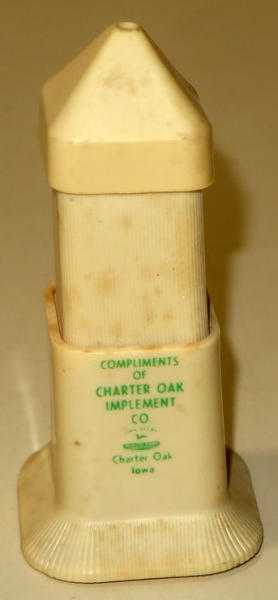 COMPLIMENTS
OF
CHARTER OAK
IMPLEMENT
CO
Charter Oak
Iowa